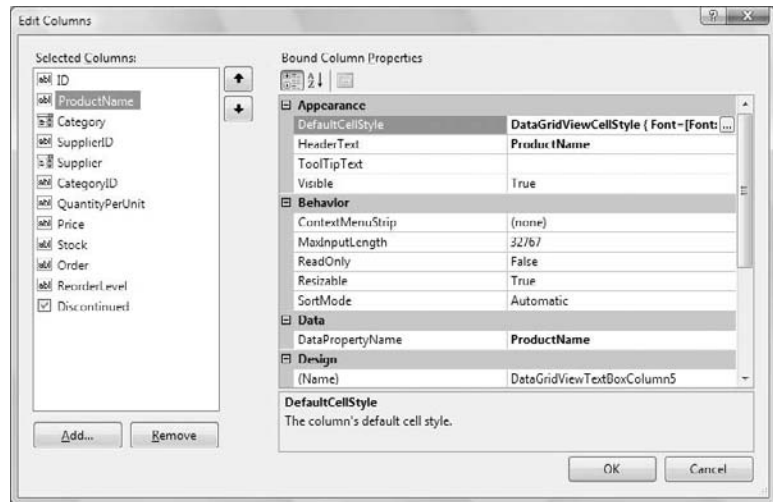 Edit Columns
Selected Columns:
ID
ProductName
Category
SupplierID
Supplier
CategoryID
QuantityPerUnit
Price
Stock
Order
ReorderLevel
Discontinued
Add...
Remove
Bound Column Properties
Appearance
DefaultCellStyle DataGridViewCellStyle { Font=[Font: ...
HeaderText ProductName
ToolTipText
Visible True
Behavior
ContextMenuStrip (none)
MaxInputLength 32767
ReadOnly False
Resizable True
SortMode Automatic
Data
DataPropertyName ProductName
Design
(Name) DataGridViewTextBoxColumn5
DefaultCellStyle
The column's default cell style.
OK
Cancel